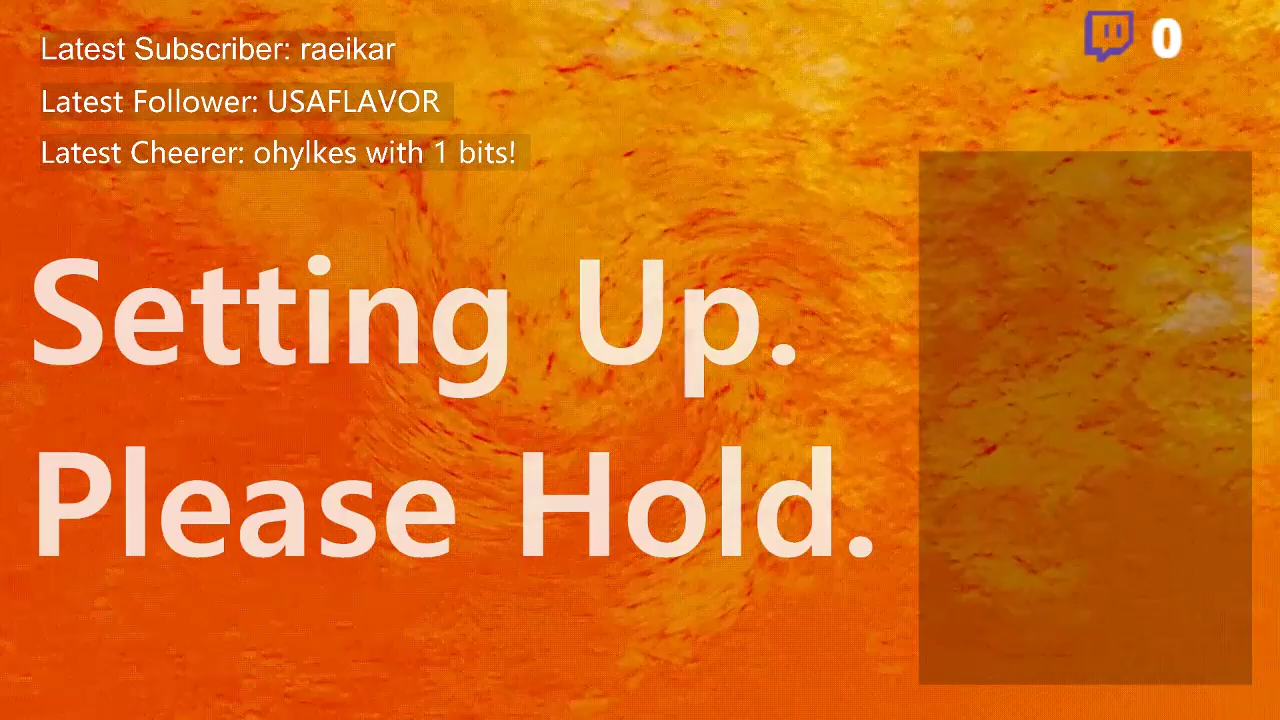 Latest Subscriber: raeikar
0
Latest Follower: USAFLAVOR
Latest Cheerer: ohylkes with 1 bits!
Setting Up.
Please Hold.